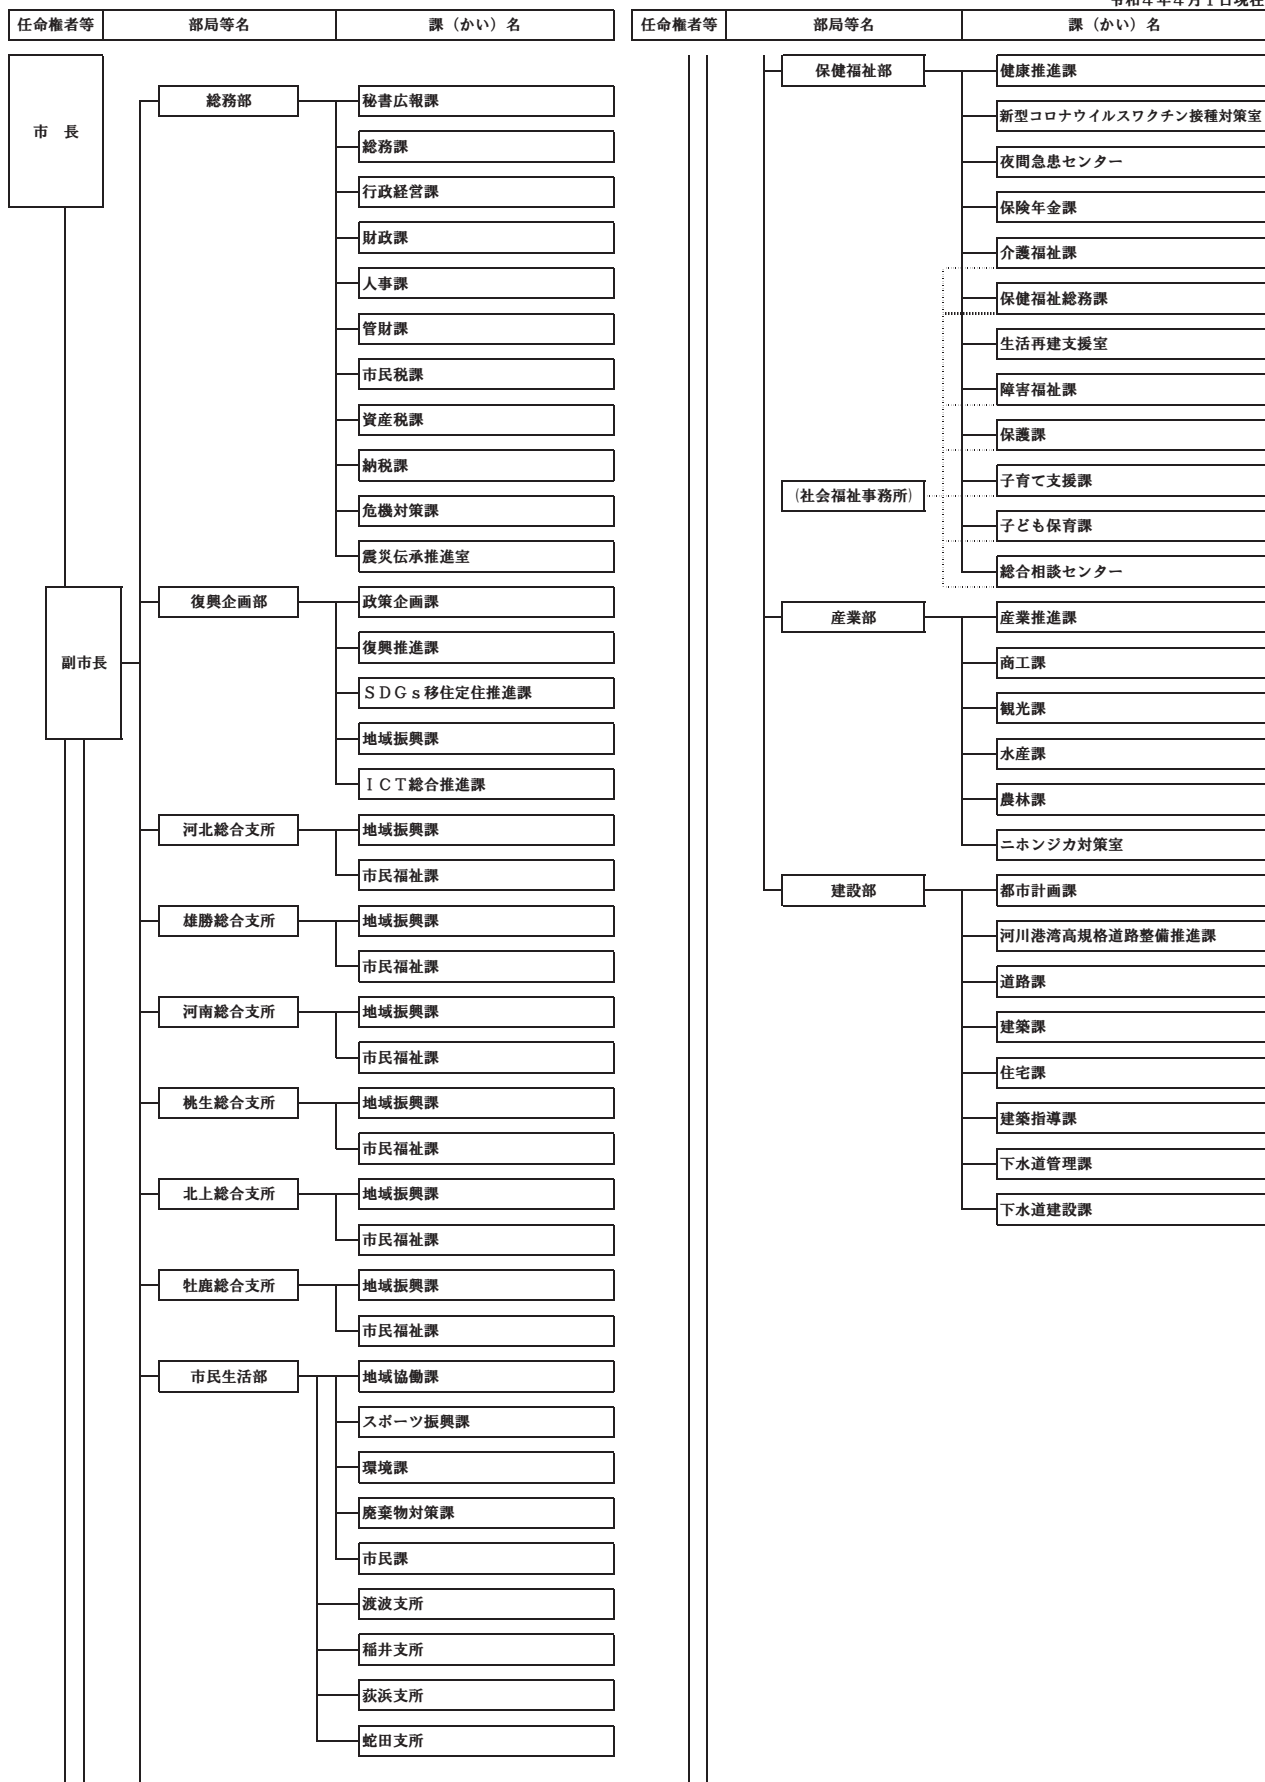 令和４年４月１日現在
任命権者等 部局等名 課（かい）名
市　長
総務部 秘書広報課
総務課
行政経営課
財政課
人事課
管財課
市民税課
資産税課
納税課
危機対策課
震災伝承推進室
復興企画部 政策企画課
復興推進課
副市長
ＳＤＧｓ移住定住推進課
地域振興課
ＩＣＴ総合推進課
河北総合支所 地域振興課
市民福祉課
雄勝総合支所 地域振興課
市民福祉課
河南総合支所 地域振興課
市民福祉課
桃生総合支所 地域振興課
市民福祉課
北上総合支所 地域振興課
市民福祉課
牡鹿総合支所 地域振興課
市民福祉課
市民生活部 地域協働課
スポーツ振興課
環境課
廃棄物対策課
市民課
渡波支所
稲井支所
荻浜支所
蛇田支所
任命権者等 部局等名 課（かい）名
保健福祉部 健康推進課
新型コロナウイルスワクチン接種対策室
夜間急患センター
保険年金課
介護福祉課
保健福祉総務課
生活再建支援室
障害福祉課
保護課
子育て支援課
（社会福祉事務所）
子ども保育課
総合相談センター
産業部 産業推進課
商工課
観光課
水産課
農林課
ニホンジカ対策室
建設部 都市計画課
河川港湾高規格道路整備推進課
道路課
建築課
住宅課
建築指導課
下水道管理課
下水道建設課